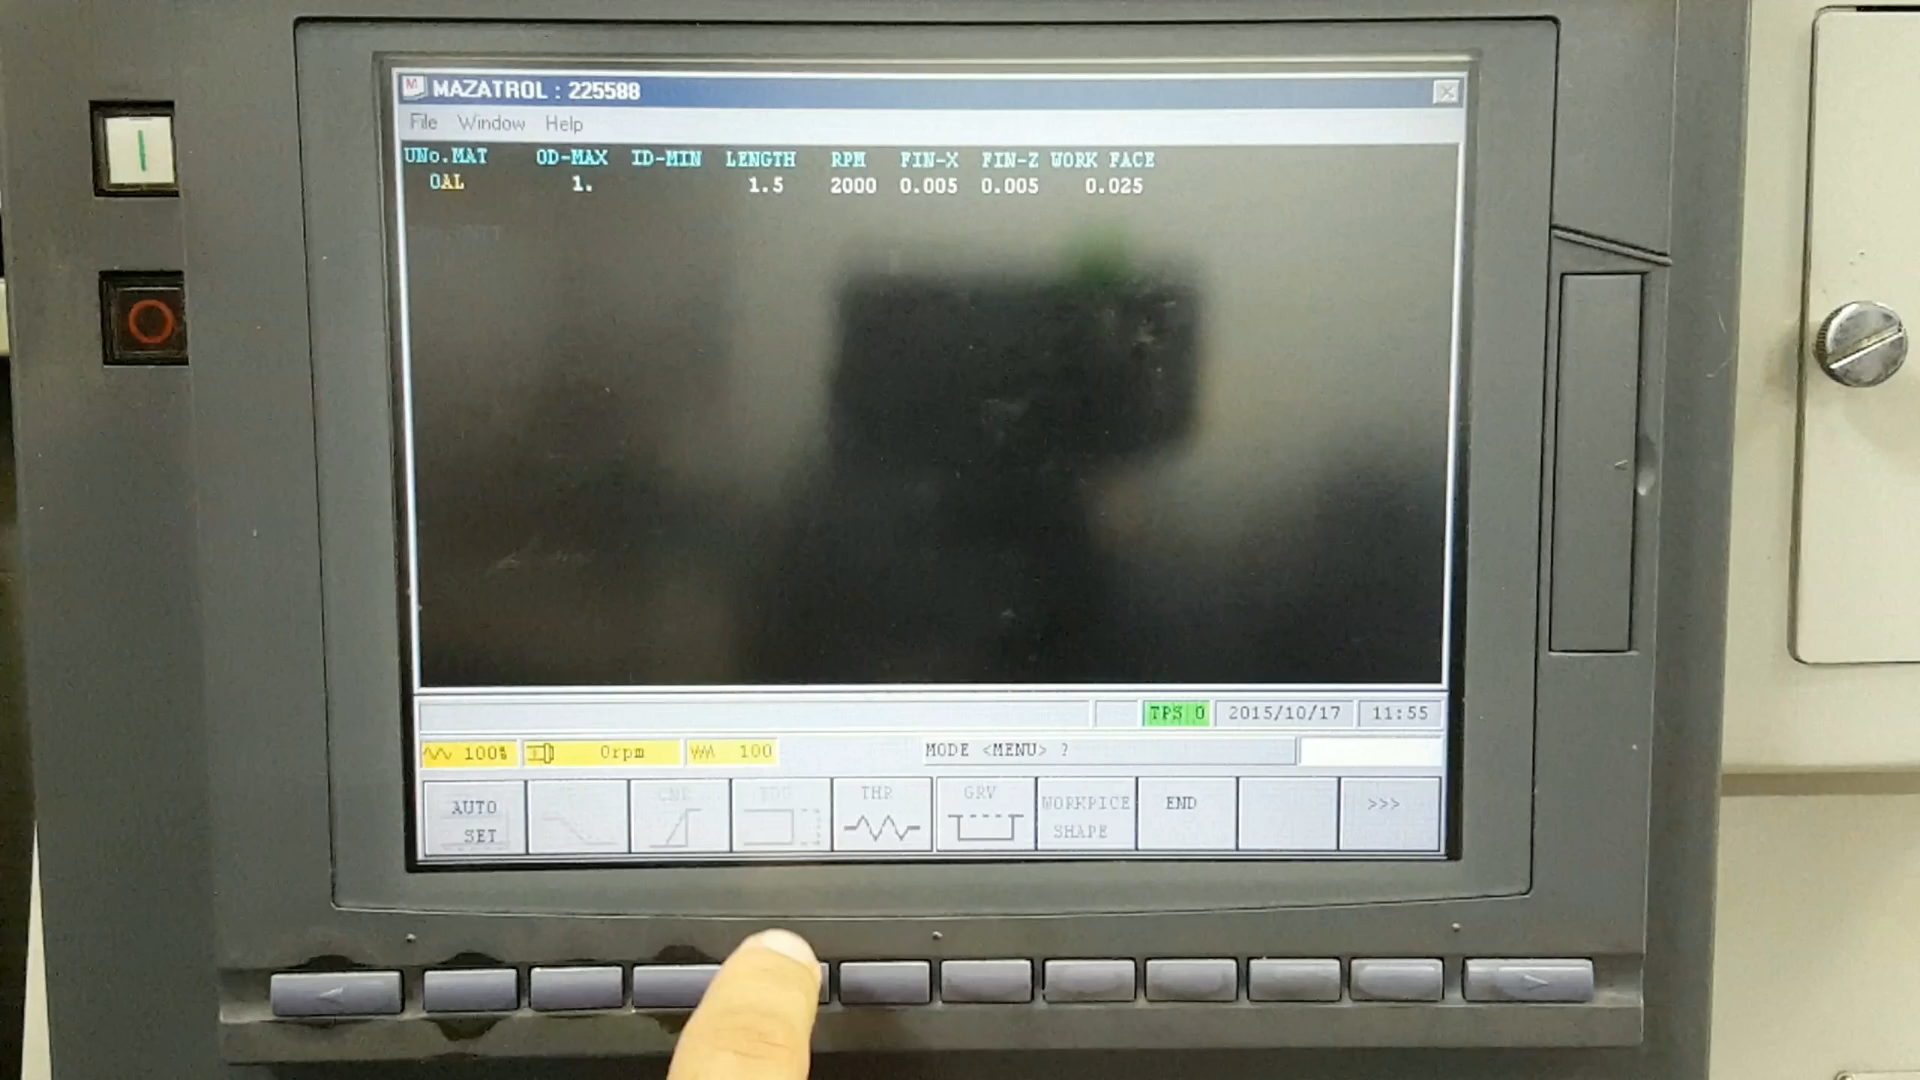 MAZATROL : 225588
File Window Help
UNo.MAT OD-MAX ID-MIN LENGTH RPM FIN-X FIN-Z WORK FACE
0AL 1. 1.5 2000 0.005 0.005 0.025
TPS 0 2015/10/17 11:55
100% 0rpm 100 MODE <MENU> ?
AUTO SET CNR EDG THR GRV WORKPICE SHAPE END >>>